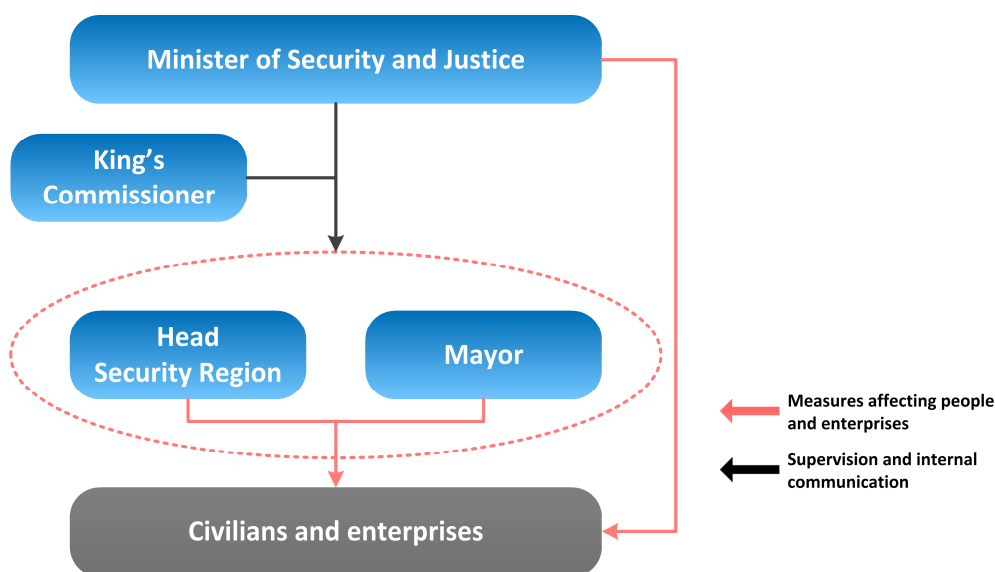 Minister of Security and Justice
King’s
Commissioner
Head
Security Region
Mayor
Measures affecting people
and enterprises
Supervision and internal
communication
Civilians and enterprises